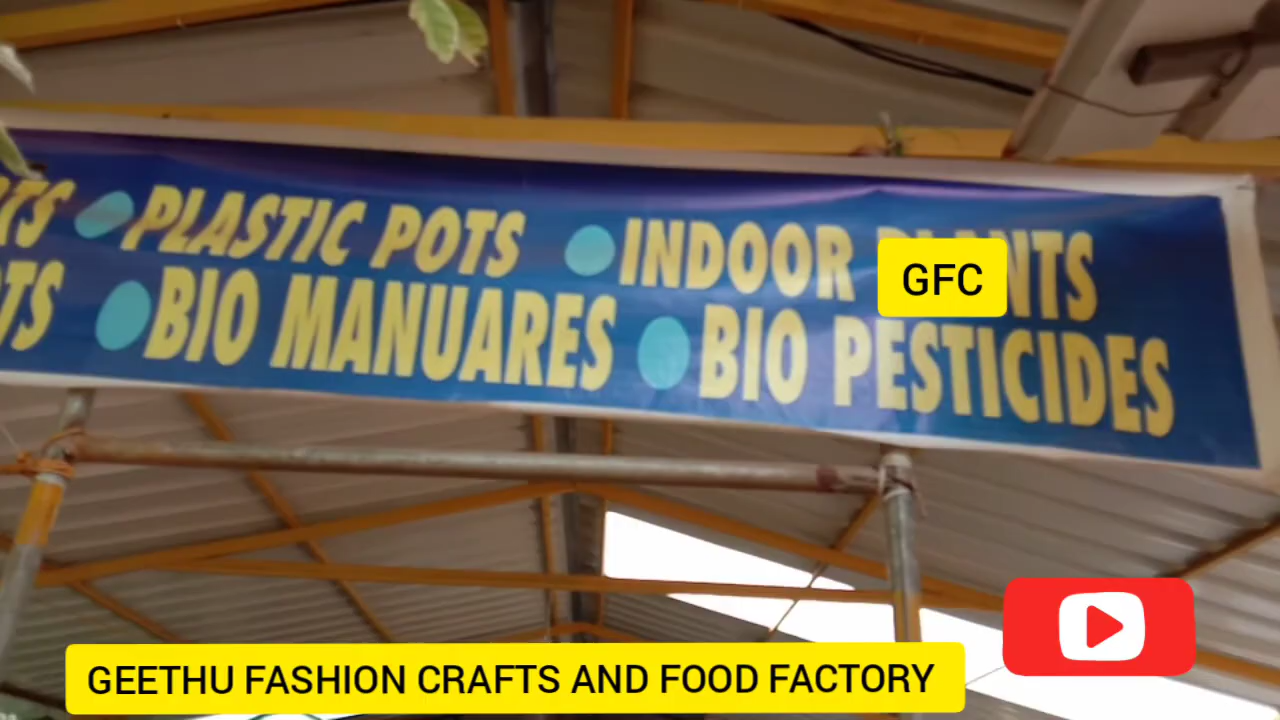 PLASTIC POTS INDOOR
BIO MANUARES BIO PESTICIDES
GFC
GEETHU FASHION CRAFTS AND FOOD FACTORY